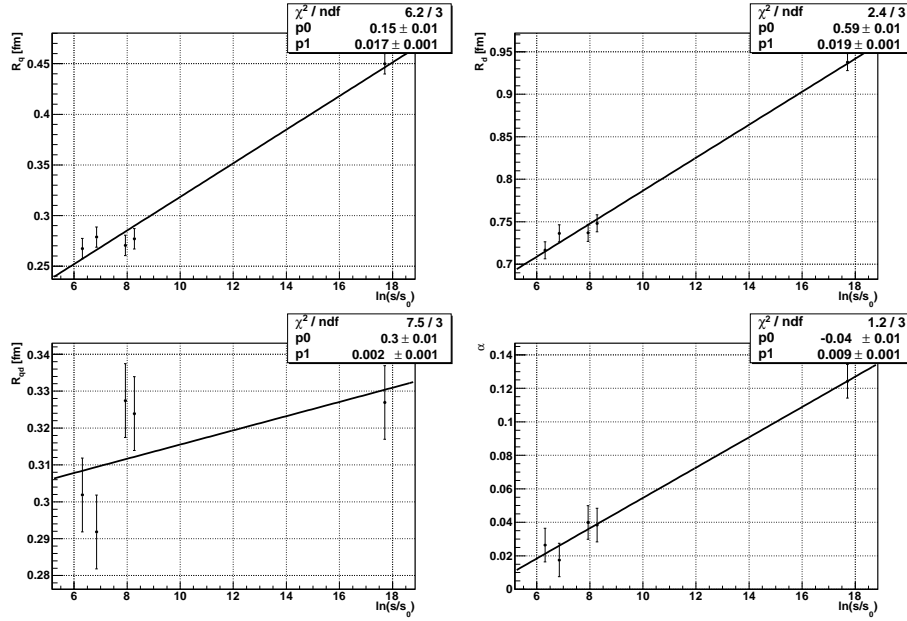 χ² / ndf 6.2 / 3
p0 0.15 ± 0.01
p1 0.017 ± 0.001
R_q [fm]
0.45
0.4
0.35
0.3
0.25
6 8 10 12 14 16 18
ln(s/s_0)
χ² / ndf 2.4 / 3
p0 0.59 ± 0.01
p1 0.019 ± 0.001
R_d [fm]
0.95
0.9
0.85
0.8
0.75
0.7
6 8 10 12 14 16 18
ln(s/s_0)
χ² / ndf 7.5 / 3
p0 0.3 ± 0.01
p1 0.002 ± 0.001
R_qd [fm]
0.34
0.33
0.32
0.31
0.3
0.29
0.28
6 8 10 12 14 16 18
ln(s/s_0)
χ² / ndf 1.2 / 3
p0 -0.04 ± 0.01
p1 0.009 ± 0.001
α
0.14
0.12
0.1
0.08
0.06
0.04
0.02
0
6 8 10 12 14 16 18
ln(s/s_0)